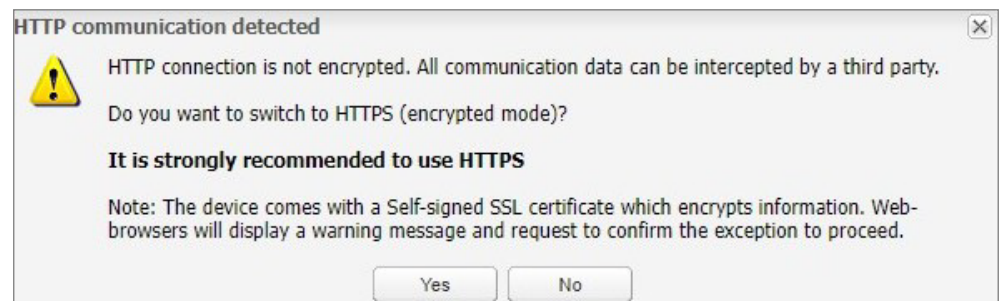 HTTP communication detected
HTTP connection is not encrypted. All communication data can be intercepted by a third party.
Do you want to switch to HTTPS (encrypted mode)?
It is strongly recommended to use HTTPS
Note: The device comes with a Self-signed SSL certificate which encrypts information. Web-
browsers will display a warning message and request to confirm the exception to proceed.
Yes No